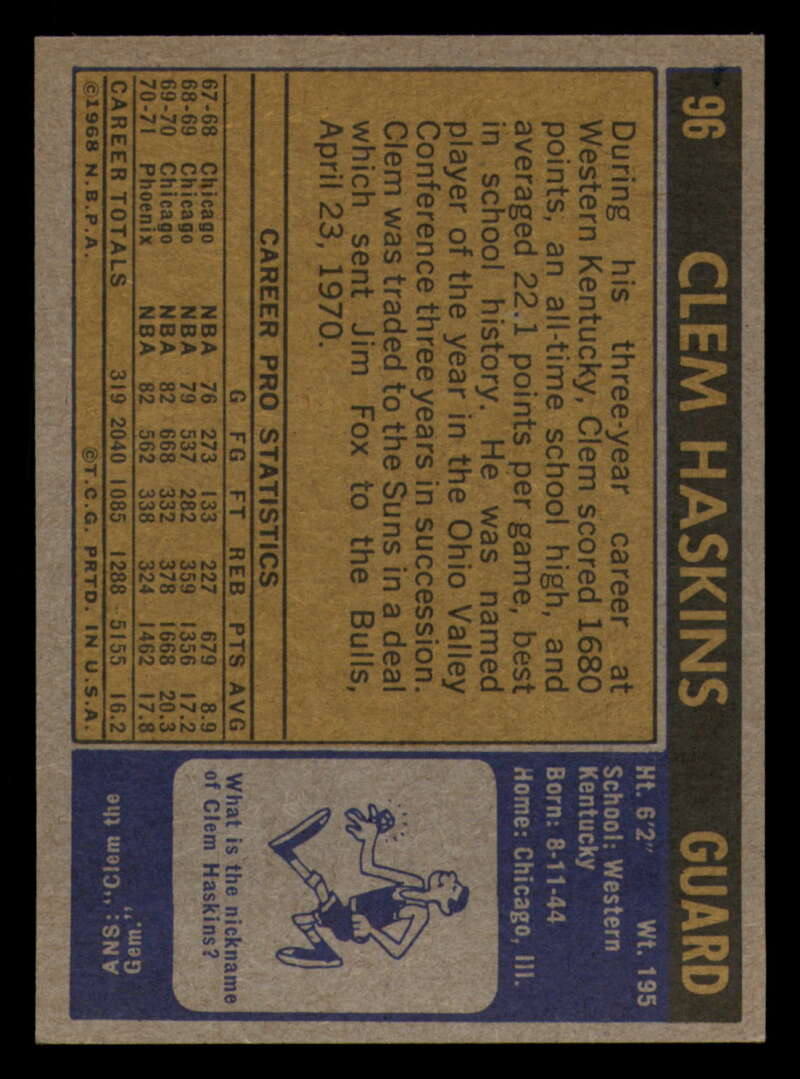 96 CLEM HASKINS GUARD
During his three-year career at
Western Kentucky, Clem scored 1680
points, an all-time school high, and
averaged 22.1 points per game, best
in school history. He was named
player of the year in the Ohio Valley
Conference three years in succession.
Clem was traded to the Suns in a deal
which sent Jim Fox to the Bulls,
April 23, 1970.
CAREER PRO STATISTICS
G FG FT REB PTS AVG
67-68 Chicago NBA 76 273 133 227 679 8.9
68-69 Chicago NBA 79 537 282 359 1356 17.2
69-70 Chicago NBA 82 668 332 378 1668 20.3
70-71 Phoenix NBA 82 562 338 324 1462 17.8
CAREER TOTALS 319 2040 1085 1288 5155 16.2
©1968 N.B.P.A. ©T.C.G. PRTD. IN U.S.A.
Ht. 6'2" Wt. 195
School: Western
Kentucky
Born: 8-11-44
Home: Chicago, Ill.
What is the nickname
of Clem Haskins?
ANS: "Clem the
Gem."